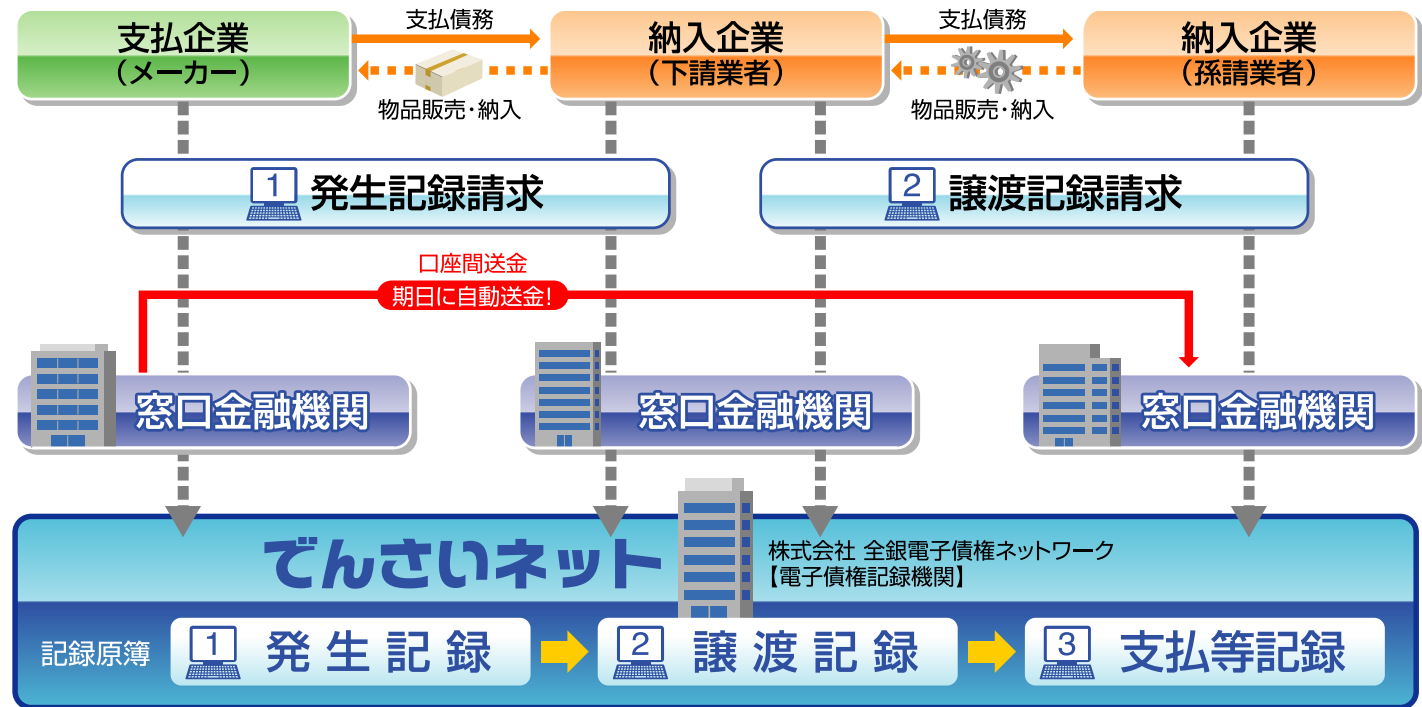 支払企業
（メーカー）
支払債務
物品販売・納入
納入企業
（下請業者）
支払債務
物品販売・納入
納入企業
（孫請業者）
1 発生記録請求
2 譲渡記録請求
口座間送金
期日に自動送金!
窓口金融機関
窓口金融機関
窓口金融機関
でんさいネット
株式会社 全銀電子債権ネットワーク
【電子債権記録機関】
記録原簿
1 発生記録
2 譲渡記録
3 支払等記録